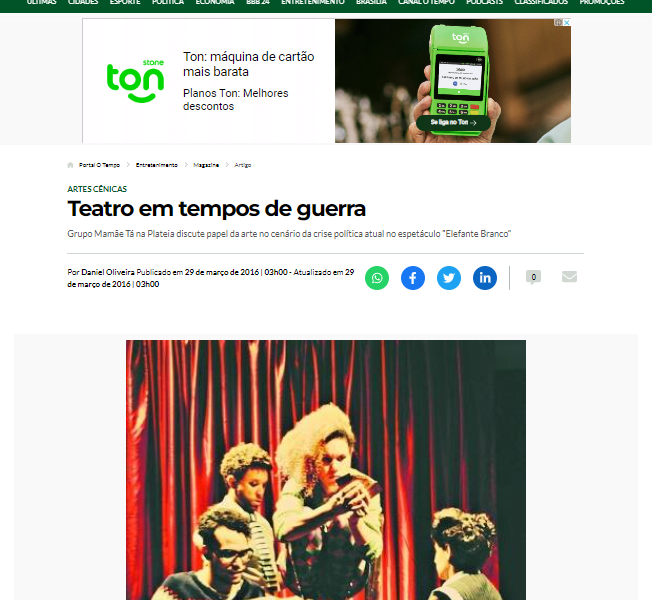 ÚLTIMAS CIDADES ESPORTE POLÍTICA ECONOMIA BBB 24 ENTRETENIMENTO BRASÍLIA CANAL O TEMPO PODCASTS CLASSIFICADOS PROMOÇÕES
stone
ton
Ton: máquina de cartão
mais barata
Planos Ton: Melhores
descontos
ton
Se liga no Ton →
Portal O Tempo > Entretenimento > Magazine > Artigo
ARTES CÊNICAS
Teatro em tempos de guerra
Grupo Mamãe Tá na Plateia discute papel da arte no cenário da crise política atual no espetáculo "Elefante Branco"
Por Daniel Oliveira Publicado em 29 de março de 2016 | 03h00 - Atualizado em 29
de março de 2016 | 03h00
0